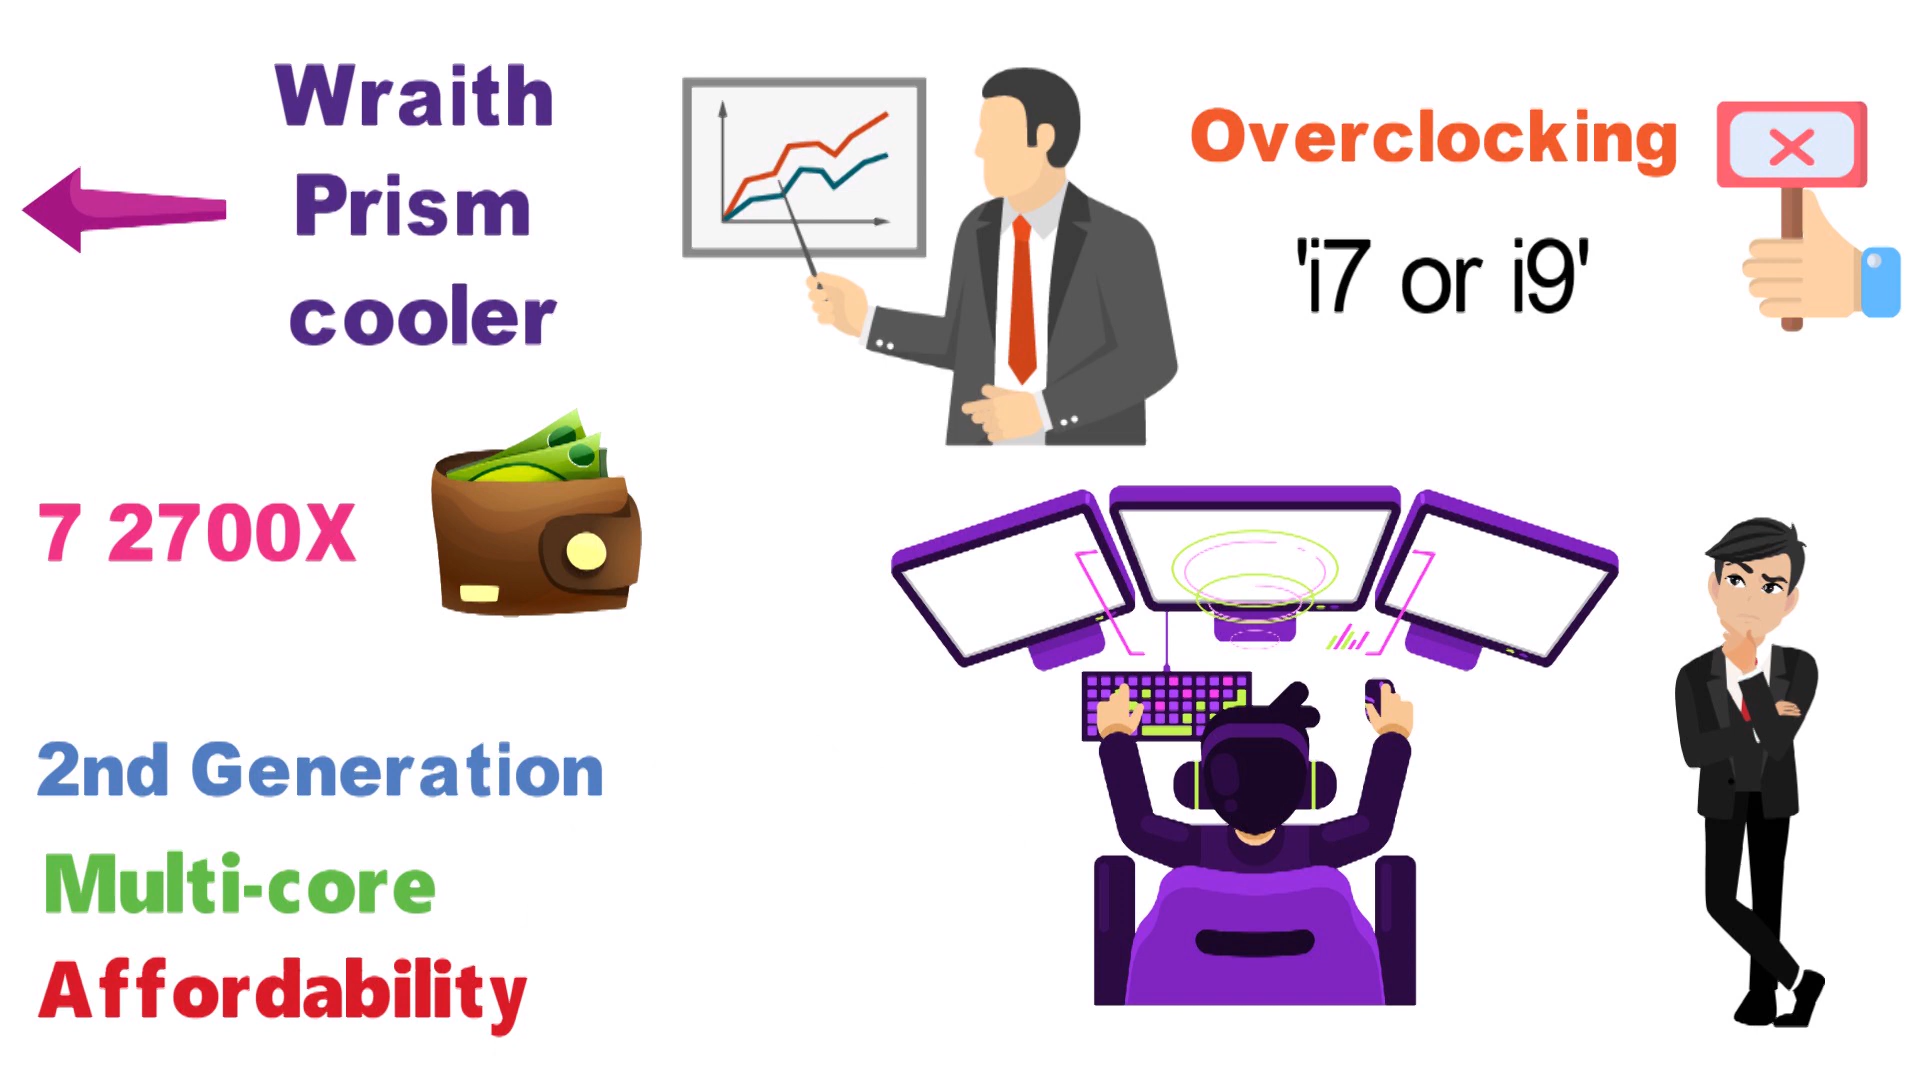 Wraith
Prism
cooler
Overclocking
'i7 or i9'
7 2700X
2nd Generation
Multi-core
Affordability